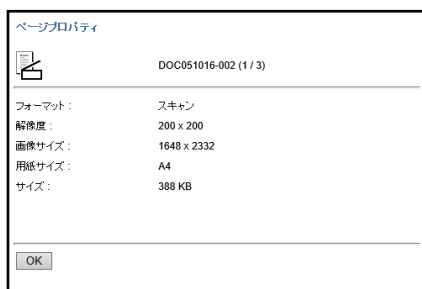 ページプロパティ
DOC051016-002 (1 / 3)
フォーマット : スキャン
解像度 : 200 x 200
画像サイズ : 1648 x 2332
用紙サイズ : A4
サイズ : 388 KB
OK